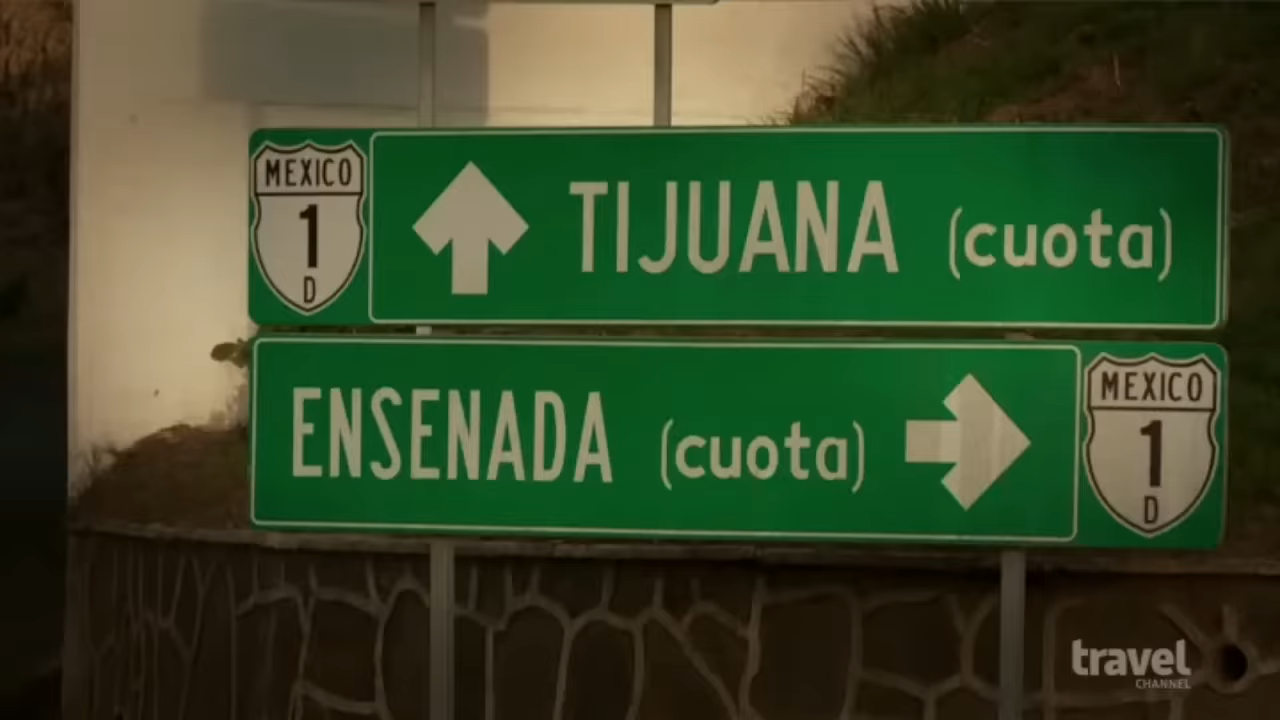 MEXICO
1
D
TIJUANA (cuota)
ENSENADA (cuota)
MEXICO
1
D
travel
CHANNEL